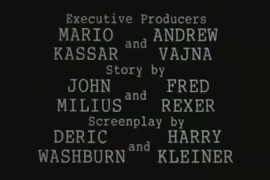 Executive Producers
MARIO and ANDREW
KASSAR VAJNA
Story by
JOHN and FRED
MILIUS REXER
Screenplay by
DERIC and HARRY
WASHBURN KLEINER